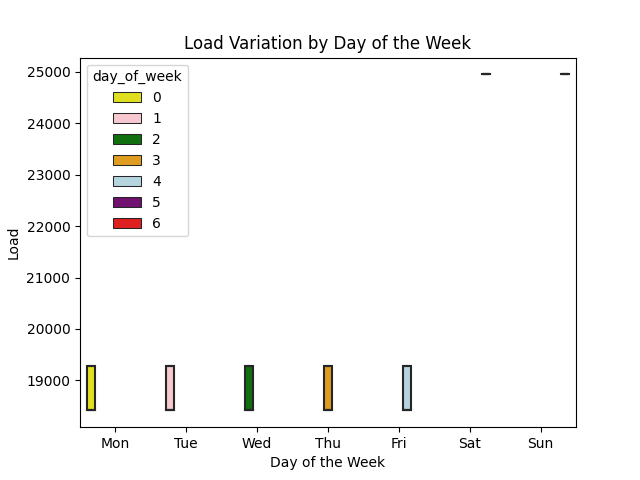 Load Variation by Day of the Week
25000
24000
23000
22000
21000
20000
19000
Load
day_of_week
0
1
2
3
4
5
6
Mon Tue Wed Thu Fri Sat Sun
Day of the Week